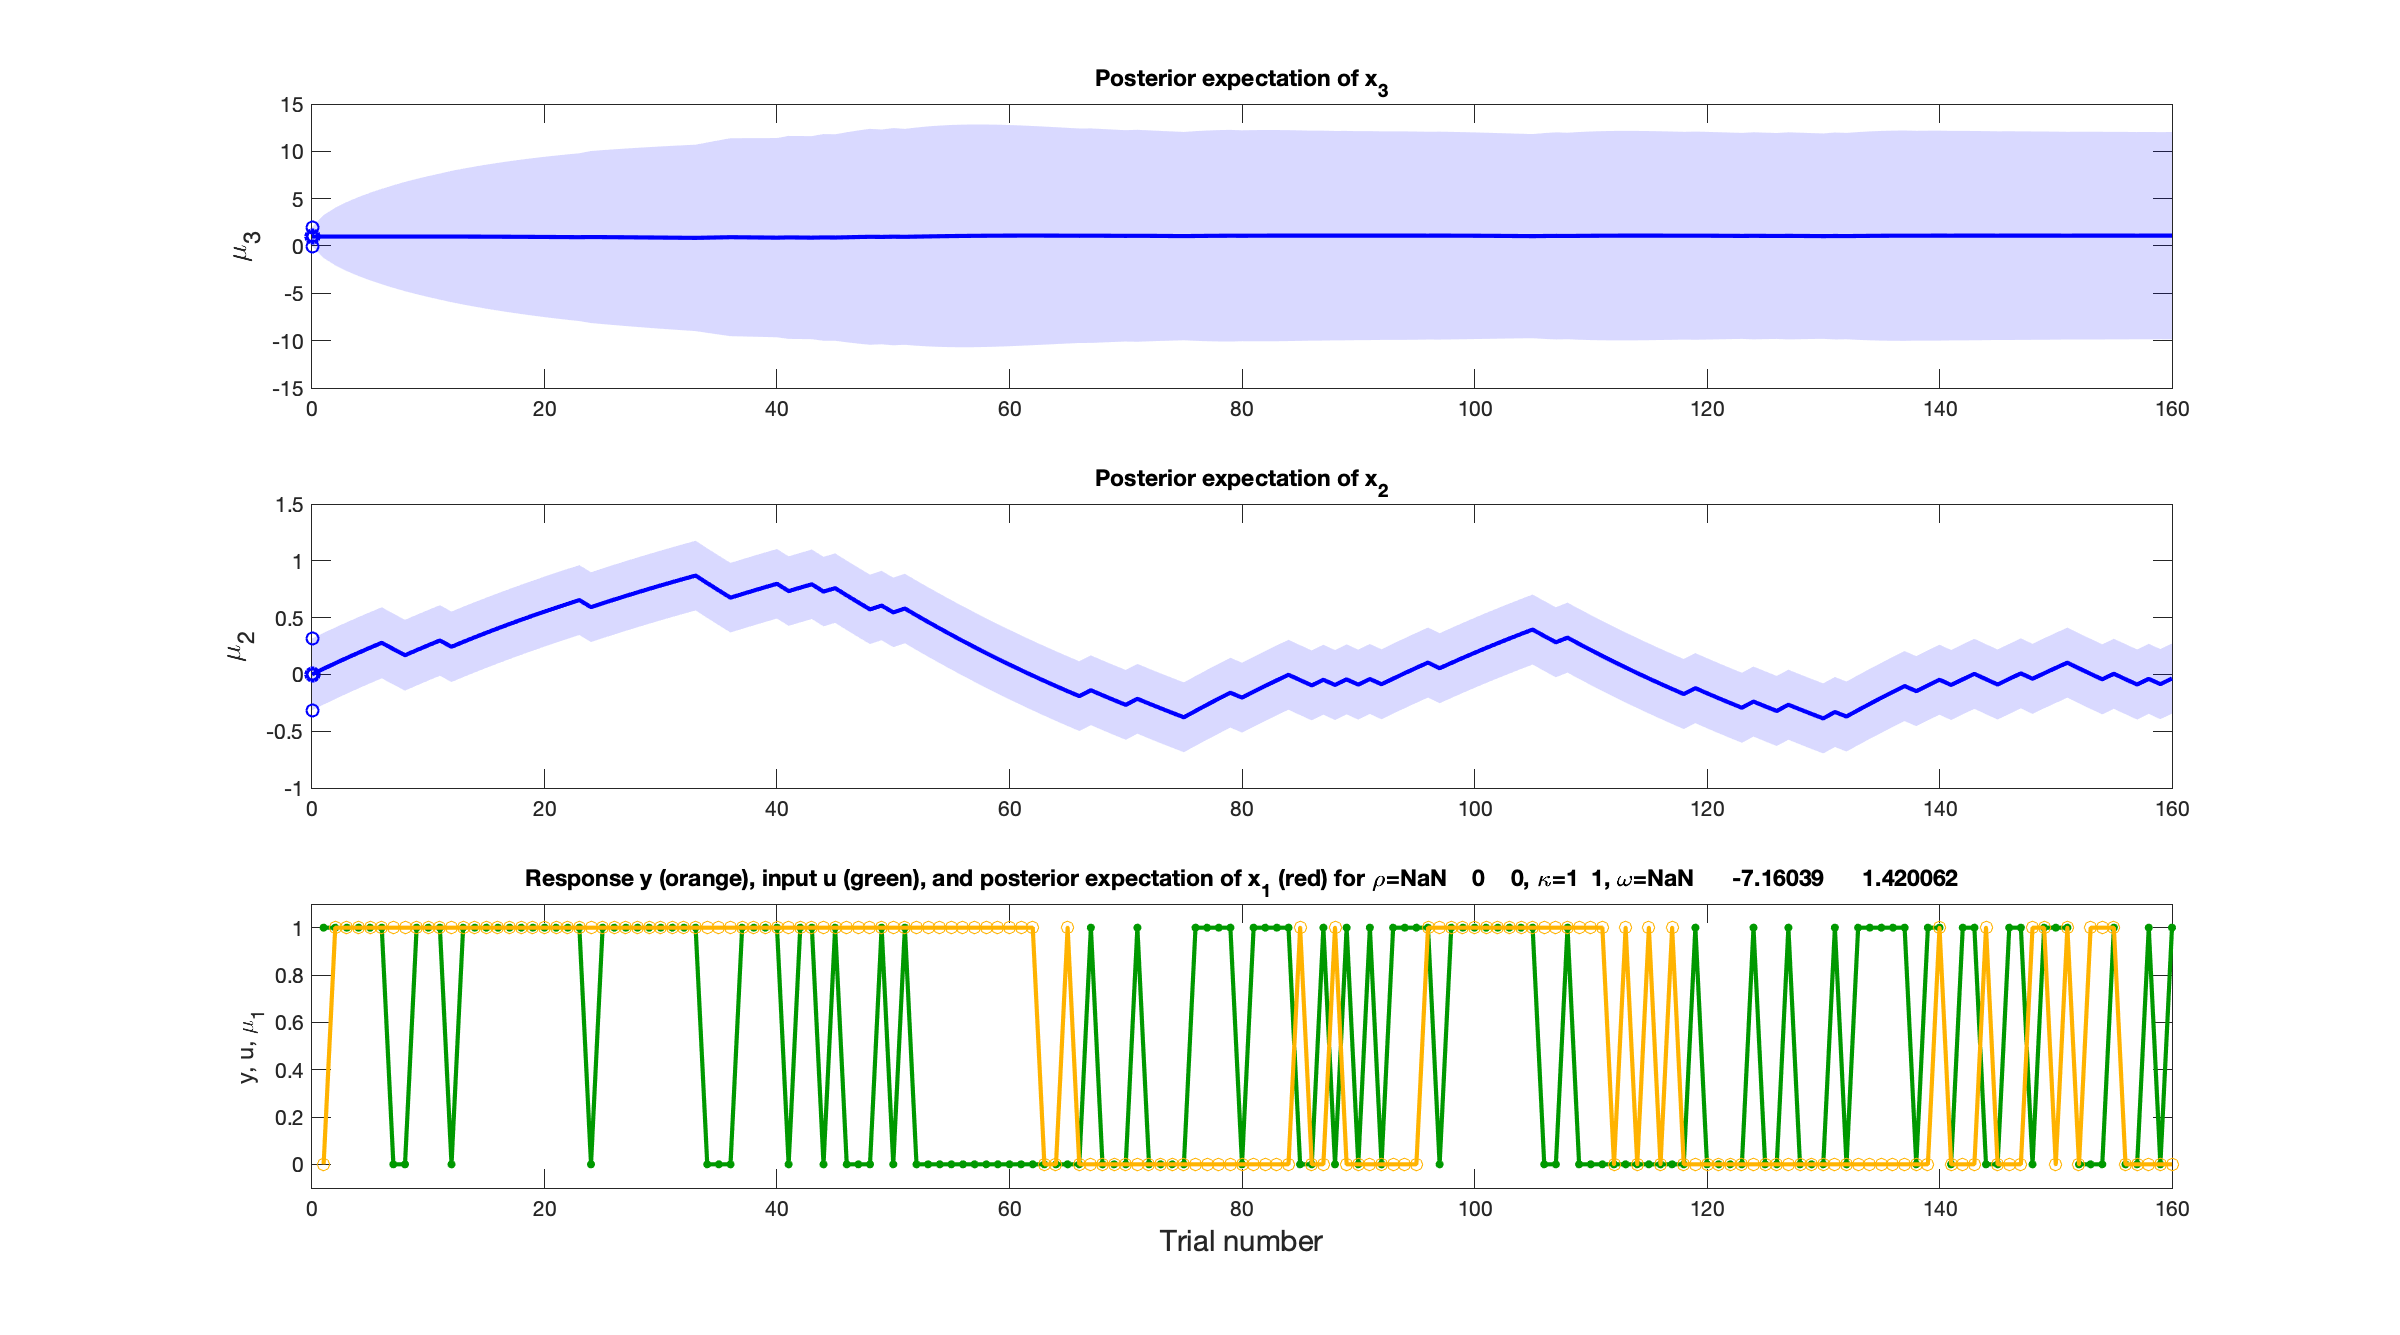 Posterior expectation of x3
15
10
5
0
-5
-10
-15
μ3
0 20 40 60 80 100 120 140 160
Posterior expectation of x2
1.5
1
0.5
0
-0.5
-1
μ2
0 20 40 60 80 100 120 140 160
Response y (orange), input u (green), and posterior expectation of x1 (red) for ρ=NaN 0 0, κ=1 1, ω=NaN -7.16039 1.420062
1
0.8
0.6
0.4
0.2
0
y, u, μ1
0 20 40 60 80 100 120 140 160
Trial number